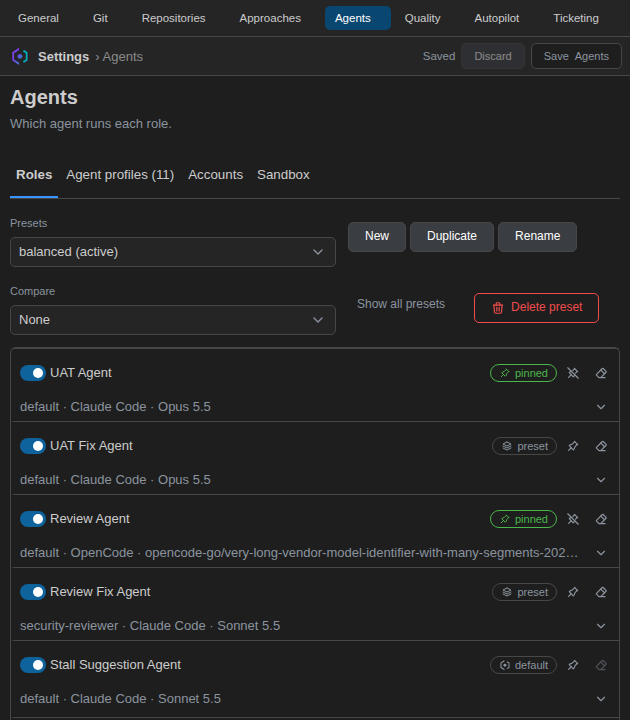 General Git Repositories Approaches Agents Quality Autopilot Ticketing
Settings › Agents Saved Discard Save Agents
Agents
Which agent runs each role.
Roles Agent profiles (11) Accounts Sandbox
Presets
balanced (active) New Duplicate Rename
Compare
None Show all presets Delete preset
UAT Agent pinned
default · Claude Code · Opus 5.5
UAT Fix Agent preset
default · Claude Code · Opus 5.5
Review Agent pinned
default · OpenCode · opencode-go/very-long-vendor-model-identifier-with-many-segments-202…
Review Fix Agent preset
security-reviewer · Claude Code · Sonnet 5.5
Stall Suggestion Agent default
default · Claude Code · Sonnet 5.5